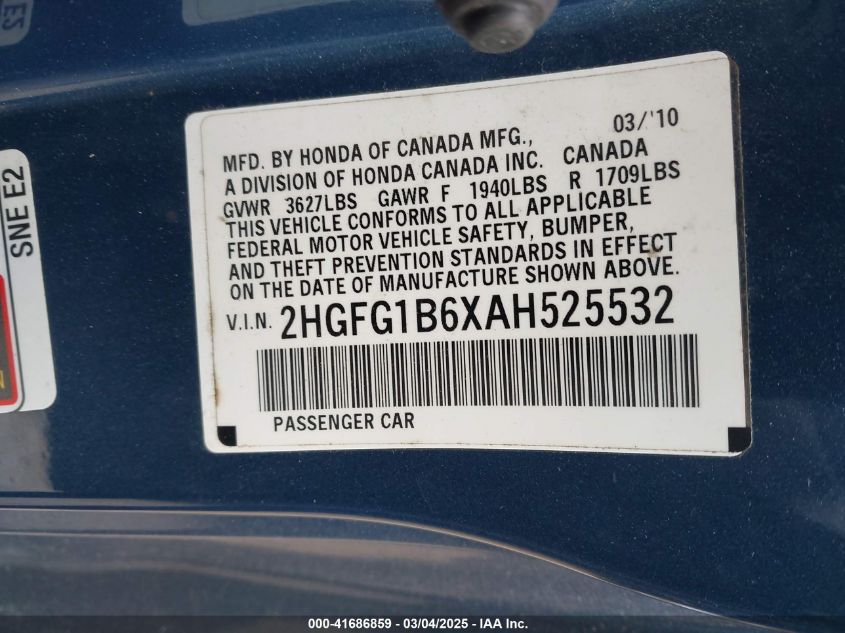 03/'10
MFD. BY HONDA OF CANADA MFG.,
A DIVISION OF HONDA CANADA INC. CANADA
GVWR 3627LBS GAWR F 1940LBS R 1709LBS
THIS VEHICLE CONFORMS TO ALL APPLICABLE
FEDERAL MOTOR VEHICLE SAFETY, BUMPER,
AND THEFT PREVENTION STANDARDS IN EFFECT
ON THE DATE OF MANUFACTURE SHOWN ABOVE.
V.I.N. 2HGFG1B6XAH525532
PASSENGER CAR
SNE E2
000-41686859 - 03/04/2025 - IAA Inc.